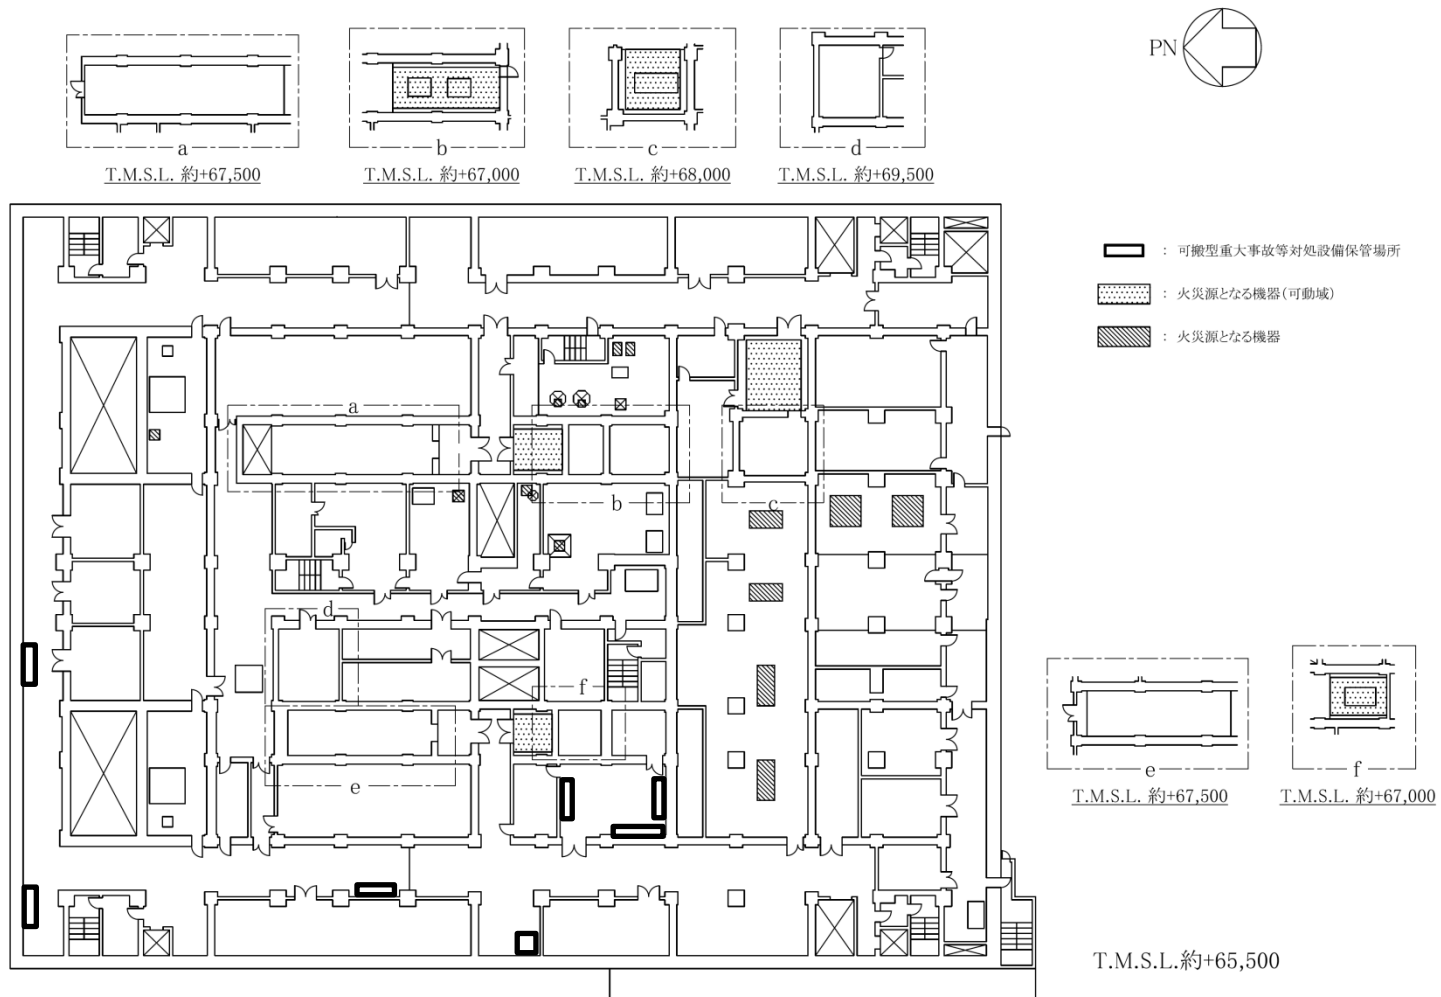 PN
a
T.M.S.L. 約+67,500
b
T.M.S.L. 約+67,000
c
T.M.S.L. 約+68,000
d
T.M.S.L. 約+69,500
： 可搬型重大事故等対処設備保管場所
： 火災源となる機器(可動域)
： 火災源となる機器
a
b
c
d
e
f
e
T.M.S.L. 約+67,500
f
T.M.S.L. 約+67,000
T.M.S.L.約+65,500